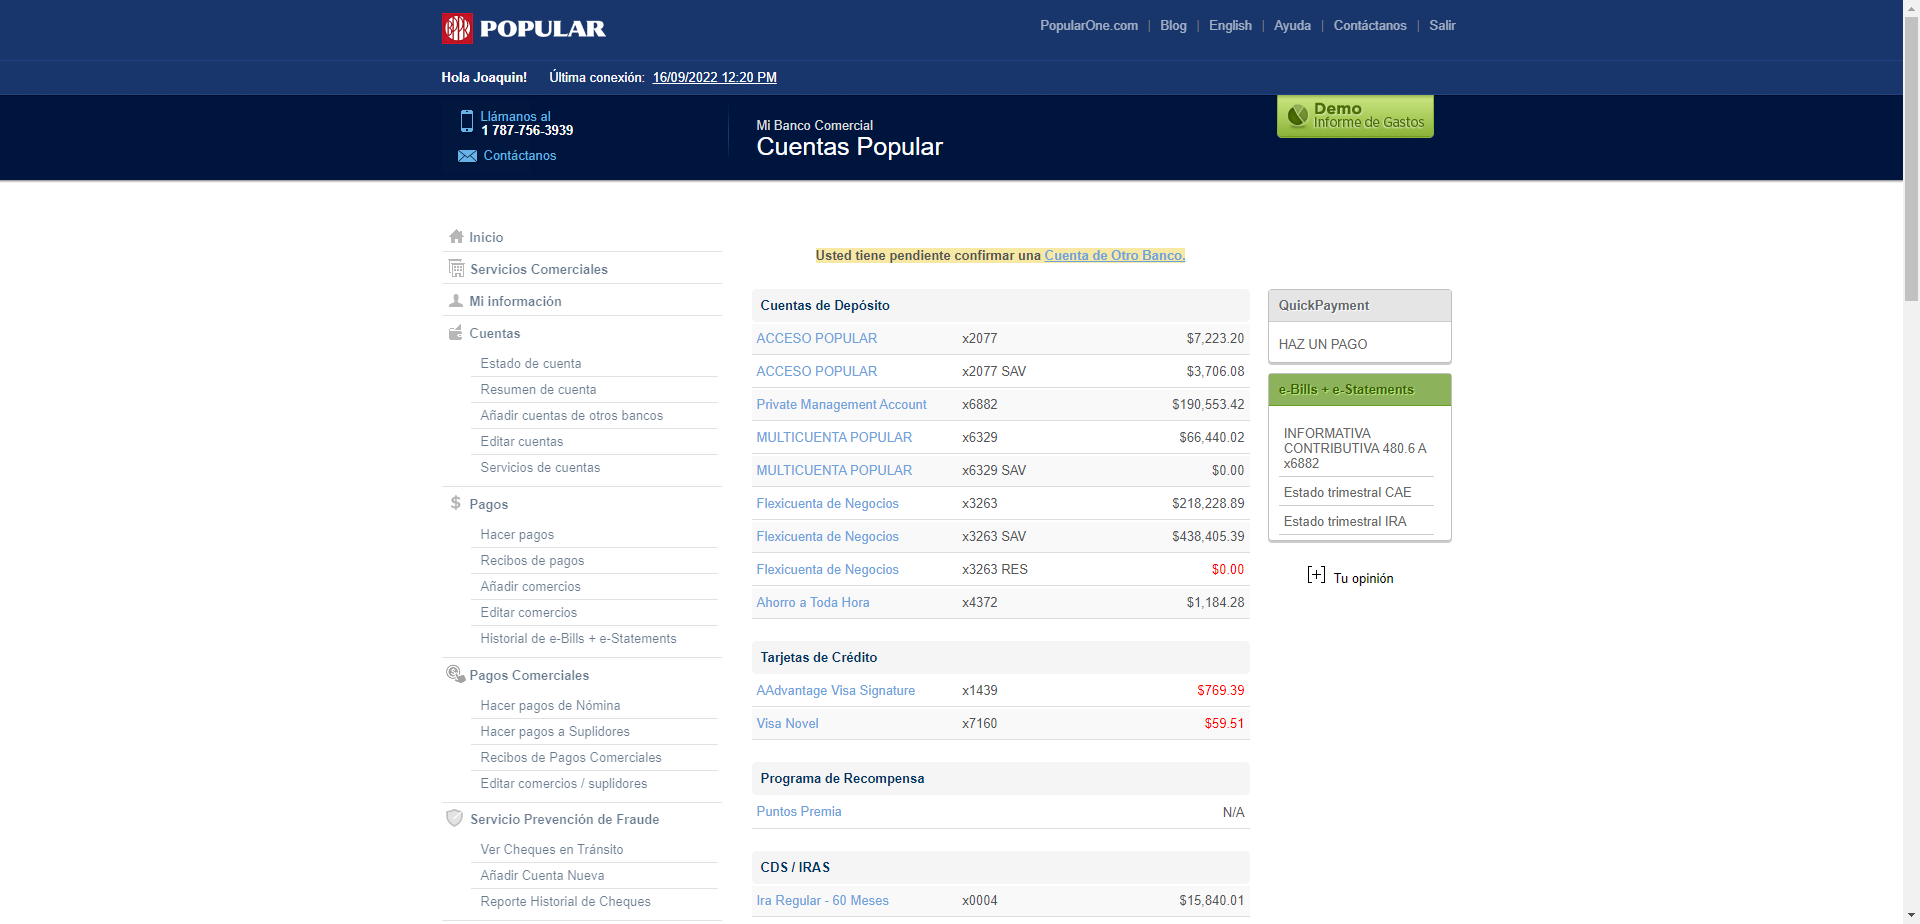 POPULAR
PopularOne.com | Blog | English | Ayuda | Contáctanos | Salir
Hola Joaquin! Última conexión: 16/09/2022 12:20 PM
Llámanos al
1 787-756-3939
Contáctanos
Mi Banco Comercial
Cuentas Popular
Demo
Informe de Gastos
Inicio
Servicios Comerciales
Mi información
Cuentas
Estado de cuenta
Resumen de cuenta
Añadir cuentas de otros bancos
Editar cuentas
Servicios de cuentas
Pagos
Hacer pagos
Recibos de pagos
Añadir comercios
Editar comercios
Historial de e-Bills + e-Statements
Pagos Comerciales
Hacer pagos de Nómina
Hacer pagos a Suplidores
Recibos de Pagos Comerciales
Editar comercios / suplidores
Servicio Prevención de Fraude
Ver Cheques en Tránsito
Añadir Cuenta Nueva
Reporte Historial de Cheques
Usted tiene pendiente confirmar una Cuenta de Otro Banco.
Cuentas de Depósito
ACCESO POPULAR x2077 $7,223.20
ACCESO POPULAR x2077 SAV $3,706.08
Private Management Account x6882 $190,553.42
MULTICUENTA POPULAR x6329 $66,440.02
MULTICUENTA POPULAR x6329 SAV $0.00
Flexicuenta de Negocios x3263 $218,228.89
Flexicuenta de Negocios x3263 SAV $438,405.39
Flexicuenta de Negocios x3263 RES $0.00
Ahorro a Toda Hora x4372 $1,184.28
Tarjetas de Crédito
AAdvantage Visa Signature x1439 $769.39
Visa Novel x7160 $59.51
Programa de Recompensa
Puntos Premia N/A
CDS / IRAS
Ira Regular - 60 Meses x0004 $15,840.01
QuickPayment
HAZ UN PAGO
e-Bills + e-Statements
INFORMATIVA
CONTRIBUTIVA 480.6 A
x6882
Estado trimestral CAE
Estado trimestral IRA
[+] Tu opinión